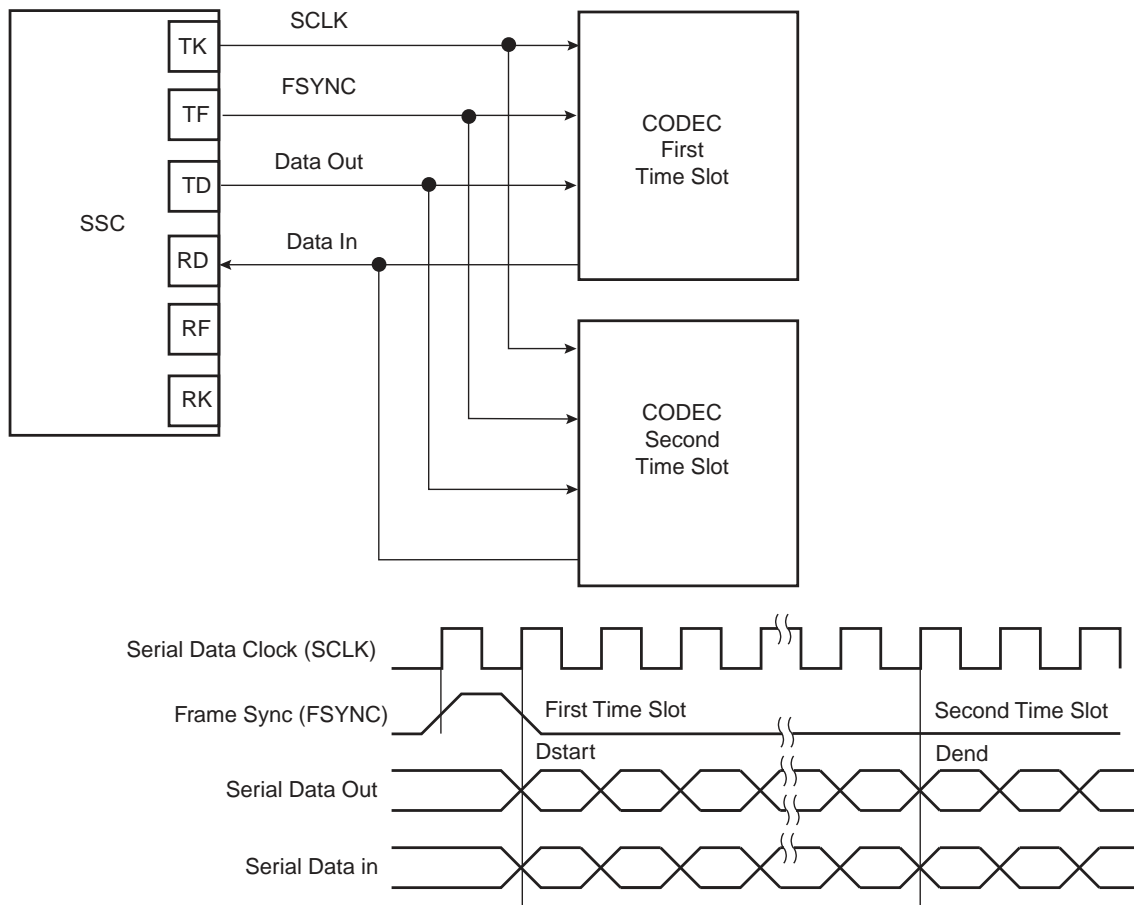 SSC
TK
TF
TD
RD
RF
RK
SCLK
FSYNC
Data Out
Data In
CODEC
First
Time Slot
CODEC
Second
Time Slot
Serial Data Clock (SCLK)
Frame Sync (FSYNC)
First Time Slot
Second Time Slot
Dstart
Dend
Serial Data Out
Serial Data in